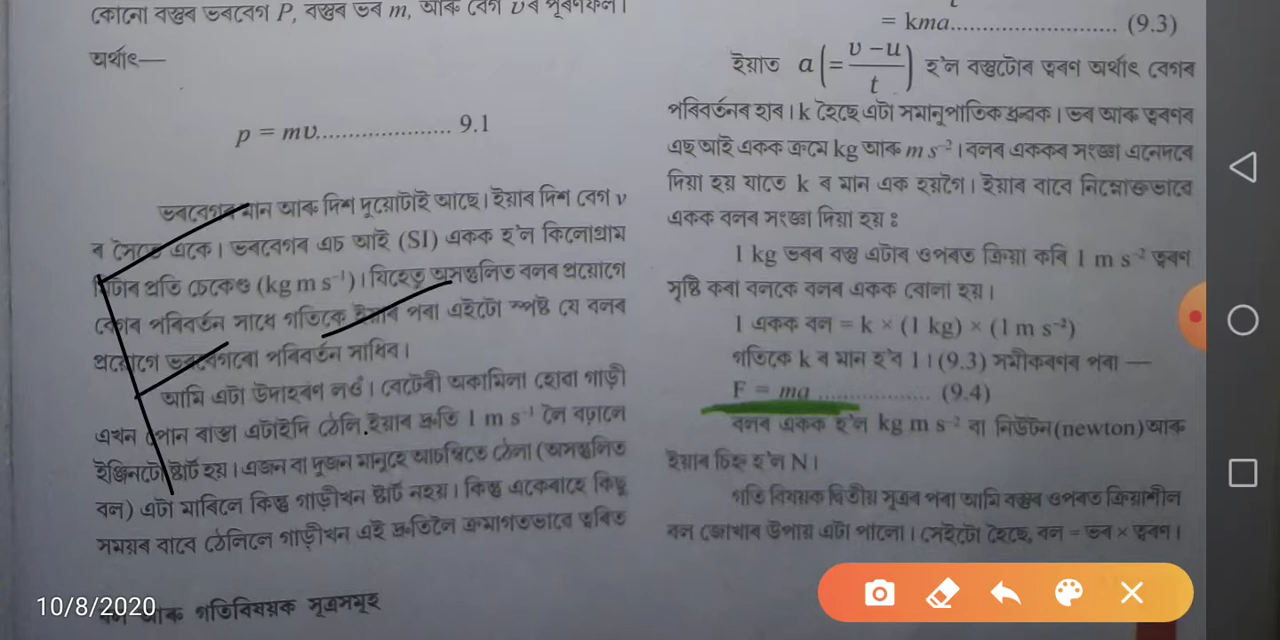 কোনো বস্তুৰ ভৰবেগ P, বস্তুৰ ভৰ m, আৰু বেগ υৰ পূৰণফল।
অৰ্থাৎ—
p = mυ..................... 9.1
ভৰবেগৰ মান আৰু দিশ দুয়োটাই আছে। ইয়াৰ দিশ বেগ v
ৰ সৈতে একে। ভৰবেগৰ এচ আই (SI) একক হ'ল কিলোগ্ৰাম
মিটাৰ প্ৰতি চেকেণ্ড (kg m s⁻¹)। যিহেতু অসন্তুলিত বলৰ প্ৰয়োগে
বেগৰ পৰিবৰ্তন সাধে গতিকে ইয়াৰ পৰা এইটো স্পষ্ট যে বলৰ
প্ৰয়োগে ভৰবেগৰো পৰিবৰ্তন সাধিব।
আমি এটা উদাহৰণ লওঁ। বেটেৰী অকামিলা হোৱা গাড়ী
এখন পোন ৰাস্তা এটাইদি ঠেলি ইয়াৰ দ্ৰুতি 1 m s⁻¹ লৈ বঢ়ালে
ইঞ্জিনটো ষ্টাৰ্ট হয়। এজন বা দুজন মানুহে আচম্বিতে ঠেলা (অসন্তুলিত
বল) এটা মাৰিলে কিন্তু গাড়ীখন ষ্টাৰ্ট নহয়। কিন্তু একেবাৰে কিছু
সময়ৰ বাবে ঠেলিলে গাড়ীখন এই দ্ৰুতিলৈ ক্ৰমাগতভাবে ত্বৰিত
বল আৰু গতিবিষয়ক সূত্ৰসমূহ
10/8/2020
= kma............................ (9.3)
ইয়াত a (= υ – u / t) হ'ল বস্তুটোৰ ত্বৰণ অৰ্থাৎ বেগৰ
পৰিবৰ্তনৰ হাৰ। k হৈছে এটা সমানুপাতিক ধ্ৰুবক। ভৰ আৰু ত্বৰণৰ
এছ আই একক ক্ৰমে kg আৰু m s⁻²। বলৰ এককৰ সংজ্ঞা এনেদৰে
দিয়া হয় যাতে k ৰ মান এক হয়গৈ। ইয়াৰ বাবে নিম্নোক্তভাবে
একক বলৰ সংজ্ঞা দিয়া হয় ঃ
1 kg ভৰৰ বস্তু এটাৰ ওপৰত ক্ৰিয়া কৰি 1 m s⁻² ত্বৰণ
সৃষ্টি কৰা বলকে বলৰ একক বোলা হয়।
1 একক বল = k × (1 kg) × (1 m s⁻²)
গতিকে k ৰ মান হ'ব 1। (9.3) সমীকৰণৰ পৰা —
F = ma .................... (9.4)
বলৰ একক হ'ল kg m s⁻² বা নিউটন(newton)আৰু
ইয়াৰ চিহ্ন হ'ল N।
গতি বিষয়ক দ্বিতীয় সূত্ৰৰ পৰা আমি বস্তুৰ ওপৰত ক্ৰিয়াশীল
বল জোখাৰ উপায় এটা পালো। সেইটো হৈছে, বল = ভৰ × ত্বৰণ।